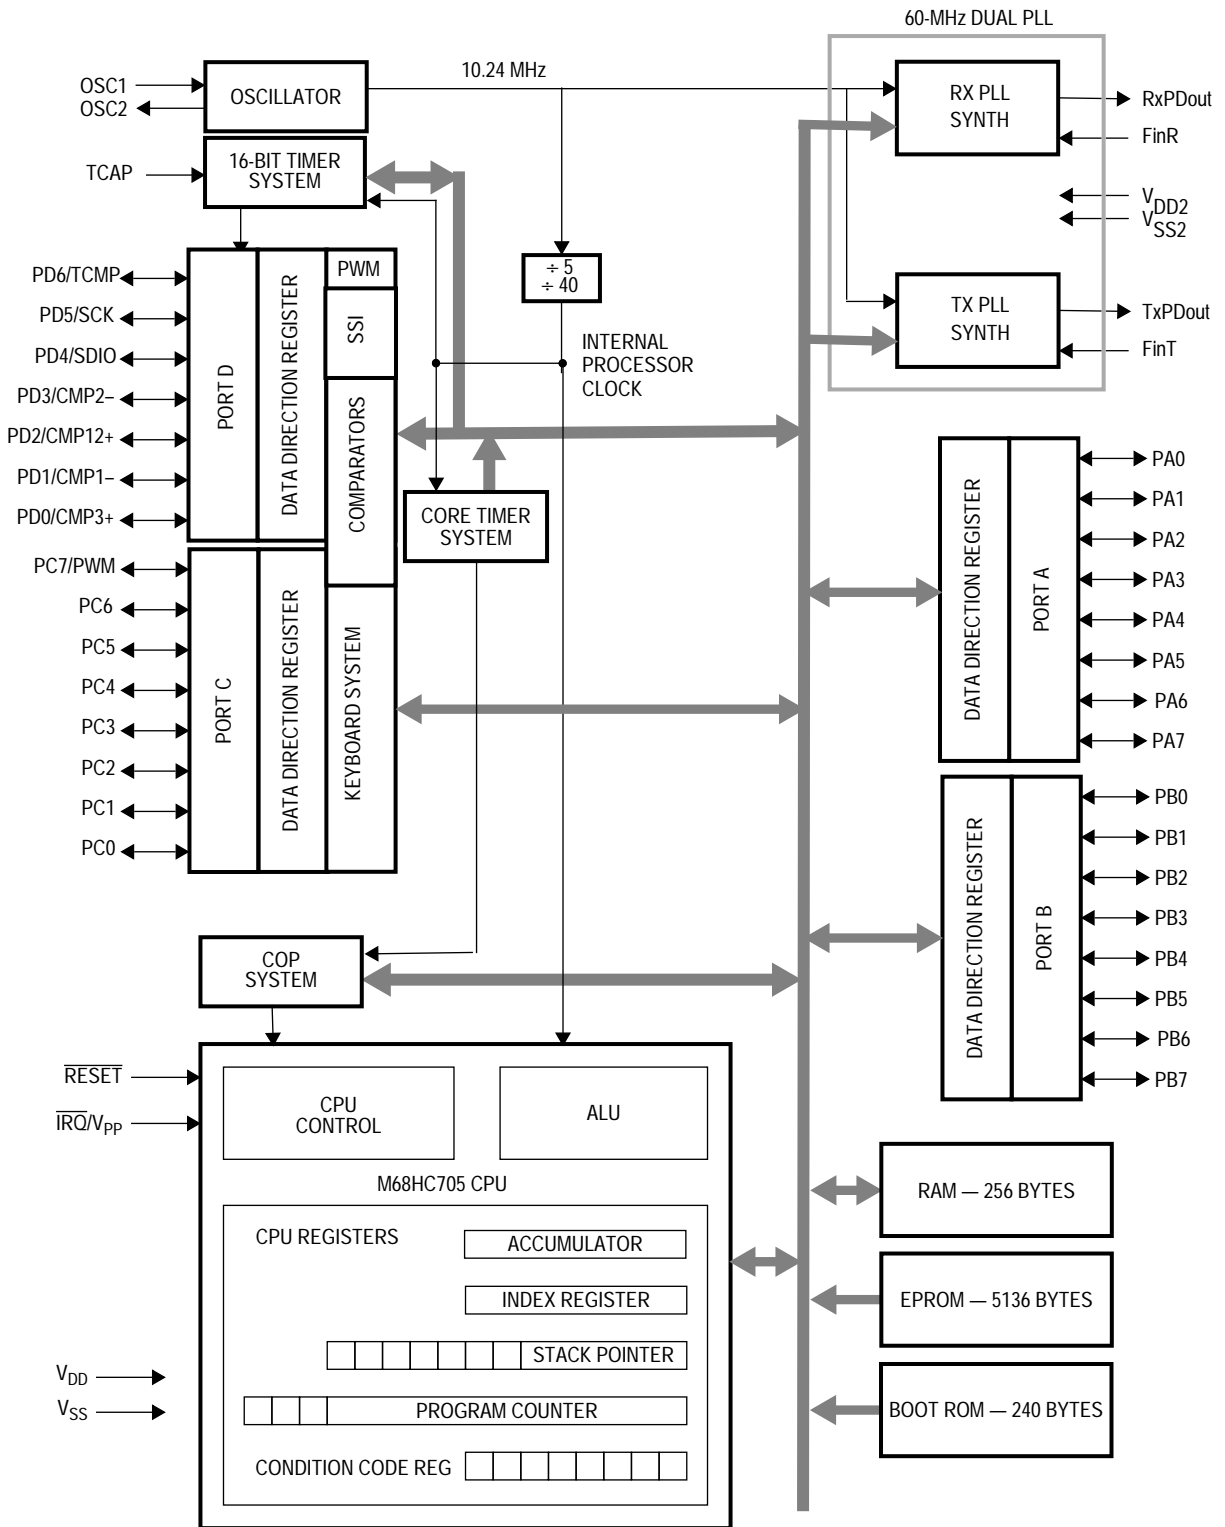 60-MHz DUAL PLL
OSC1
OSC2
OSCILLATOR
10.24 MHz
RX PLL
SYNTH
RxPDout
FinR
TCAP
16-BIT TIMER
SYSTEM
VDD2
VSS2
÷ 5
÷ 40
TX PLL
SYNTH
TxPDout
FinT
INTERNAL
PROCESSOR
CLOCK
PD6/TCMP
PD5/SCK
PD4/SDIO
PD3/CMP2–
PD2/CMP12+
PD1/CMP1–
PD0/CMP3+
PORT D
DATA DIRECTION REGISTER
PWM
SSI
COMPARATORS
CORE TIMER
SYSTEM
PC7/PWM
PC6
PC5
PC4
PC3
PC2
PC1
PC0
PORT C
DATA DIRECTION REGISTER
KEYBOARD SYSTEM
DATA DIRECTION REGISTER
PORT A
PA0
PA1
PA2
PA3
PA4
PA5
PA6
PA7
DATA DIRECTION REGISTER
PORT B
PB0
PB1
PB2
PB3
PB4
PB5
PB6
PB7
COP
SYSTEM
RESET
IRQ/VPP
CPU
CONTROL
ALU
M68HC705 CPU
CPU REGISTERS
ACCUMULATOR
INDEX REGISTER
STACK POINTER
PROGRAM COUNTER
CONDITION CODE REG
VDD
VSS
RAM — 256 BYTES
EPROM — 5136 BYTES
BOOT ROM — 240 BYTES